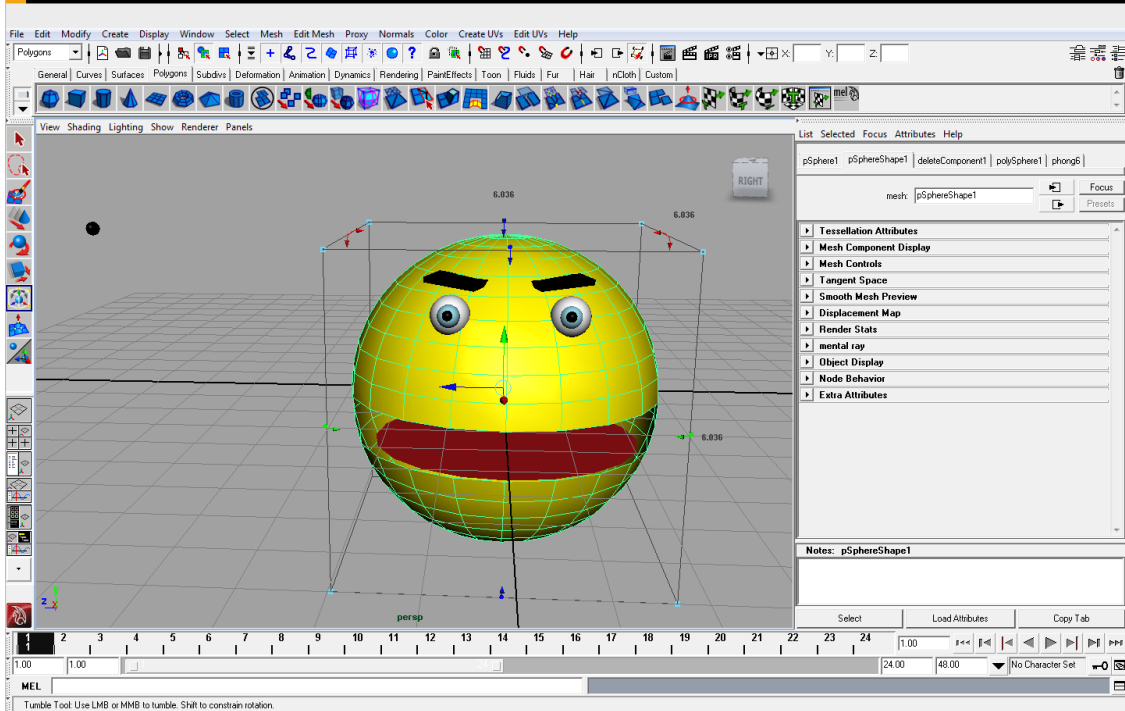 File Edit Modify Create Display Window Select Mesh Edit Mesh Proxy Normals Color Create UVs Edit UVs Help
Polygons X: Y: Z:
General Curves Surfaces Polygons Subdivs Deformation Animation Dynamics Rendering PaintEffects Toon Fluids Fur Hair nCloth Custom
mel
View Shading Lighting Show Renderer Panels
List Selected Focus Attributes Help
pSphere1 pSphereShape1 deleteComponent1 polySphere1 phong6
mesh: pSphereShape1 Focus
Presets
RIGHT
6.036
6.036
6.036
Tessellation Attributes
Mesh Component Display
Mesh Controls
Tangent Space
Smooth Mesh Preview
Displacement Map
Render Stats
mental ray
Object Display
Node Behavior
Extra Attributes
Notes: pSphereShape1
z x y
persp
Select Load Attributes Copy Tab
1 2 3 4 5 6 7 8 9 10 11 12 13 14 15 16 17 18 19 20 21 22 23 24 1.00
1
1.00 1.00 1 24 24.00 48.00 No Character Set
MEL
Tumble Tool: Use LMB or MMB to tumble. Shift to constrain rotation.